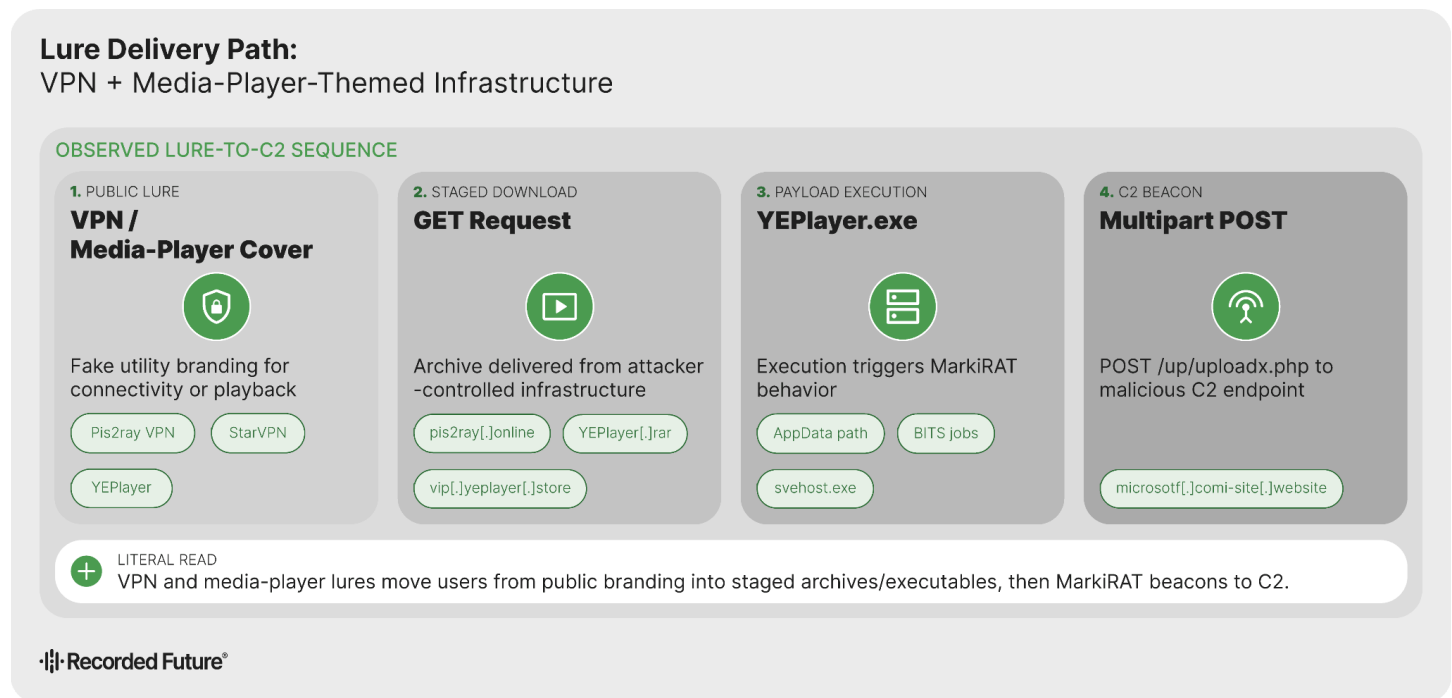 Lure Delivery Path:
VPN + Media-Player-Themed Infrastructure
OBSERVED LURE-TO-C2 SEQUENCE
1. PUBLIC LURE
VPN /
Media-Player Cover
Fake utility branding for
connectivity or playback
Pis2ray VPN
StarVPN
YEPlayer
2. STAGED DOWNLOAD
GET Request
Archive delivered from attacker
-controlled infrastructure
pis2ray[.]online
YEPlayer[.]rar
vip[.]yeplayer[.]store
3. PAYLOAD EXECUTION
YEPlayer.exe
Execution triggers MarkiRAT
behavior
AppData path
BITS jobs
svehost.exe
4. C2 BEACON
Multipart POST
POST /up/uploadx.php to
malicious C2 endpoint
microsotf[.]comi-site[.]website
LITERAL READ
VPN and media-player lures move users from public branding into staged archives/executables, then MarkiRAT beacons to C2.
Recorded Future®